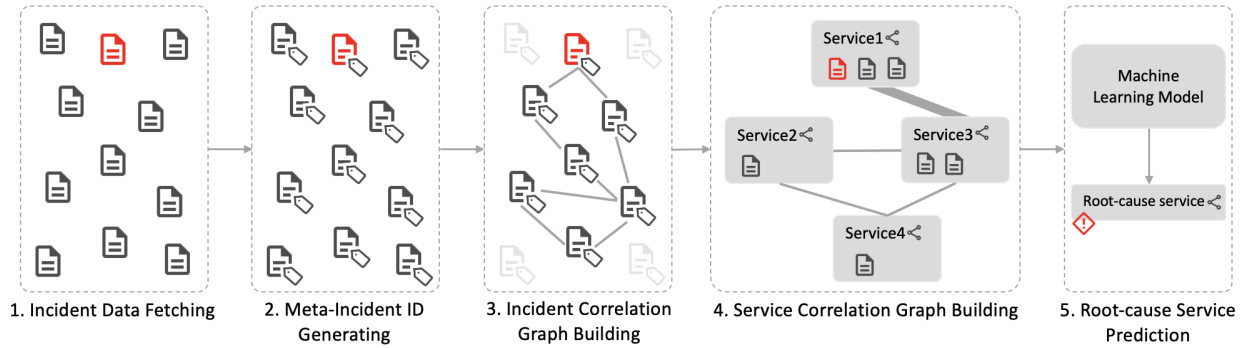 Service1
Service2
Service3
Service4
Machine
Learning Model
Root-cause service
1. Incident Data Fetching
2. Meta-Incident ID
Generating
3. Incident Correlation
Graph Building
4. Service Correlation Graph Building
5. Root-cause Service
Prediction